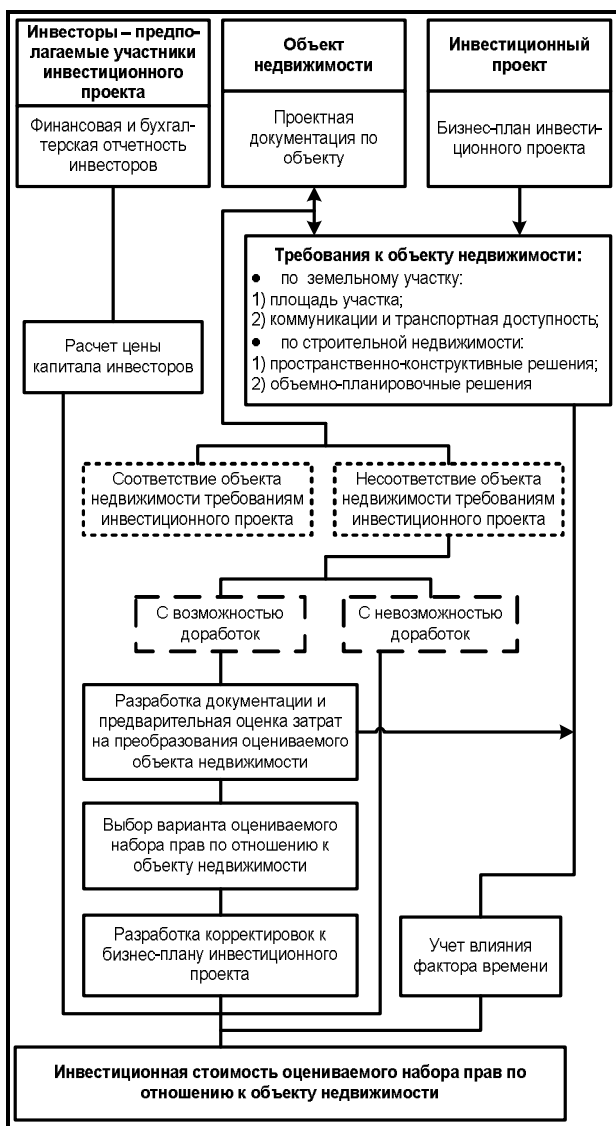 Инвесторы – предпо-
лагаемые участники
инвестиционного
проекта
Финансовая и бухгал-
терская отчетность
инвесторов
Объект
недвижимости
Проектная
документация по
объекту
Инвестиционный
проект
Бизнес-план инвест-
иционного проекта
Требования к объекту недвижимости:
● по земельному участку:
1) площадь участка;
2) коммуникации и транспортная доступность;
● по строительной недвижимости:
1) пространственно-конструктивные решения;
2) объемно-планировочные решения
Расчет цены
капитала инвесторов
Соответствие объекта
недвижимости требованиям
инвестиционного проекта
Несоответствие объекта
недвижимости требованиям
инвестиционного проекта
С возможностью
доработок
С невозможностью
доработок
Разработка документации и
предварительная оценка затрат
на преобразования оцениваемого
объекта недвижимости
Выбор варианта оцениваемого
набора прав по отношению к
объекту недвижимости
Разработка корректировок к
бизнес-плану инвестиционного
проекта
Учет влияния
фактора времени
Инвестиционная стоимость оцениваемого набора прав по
отношению к объекту недвижимости